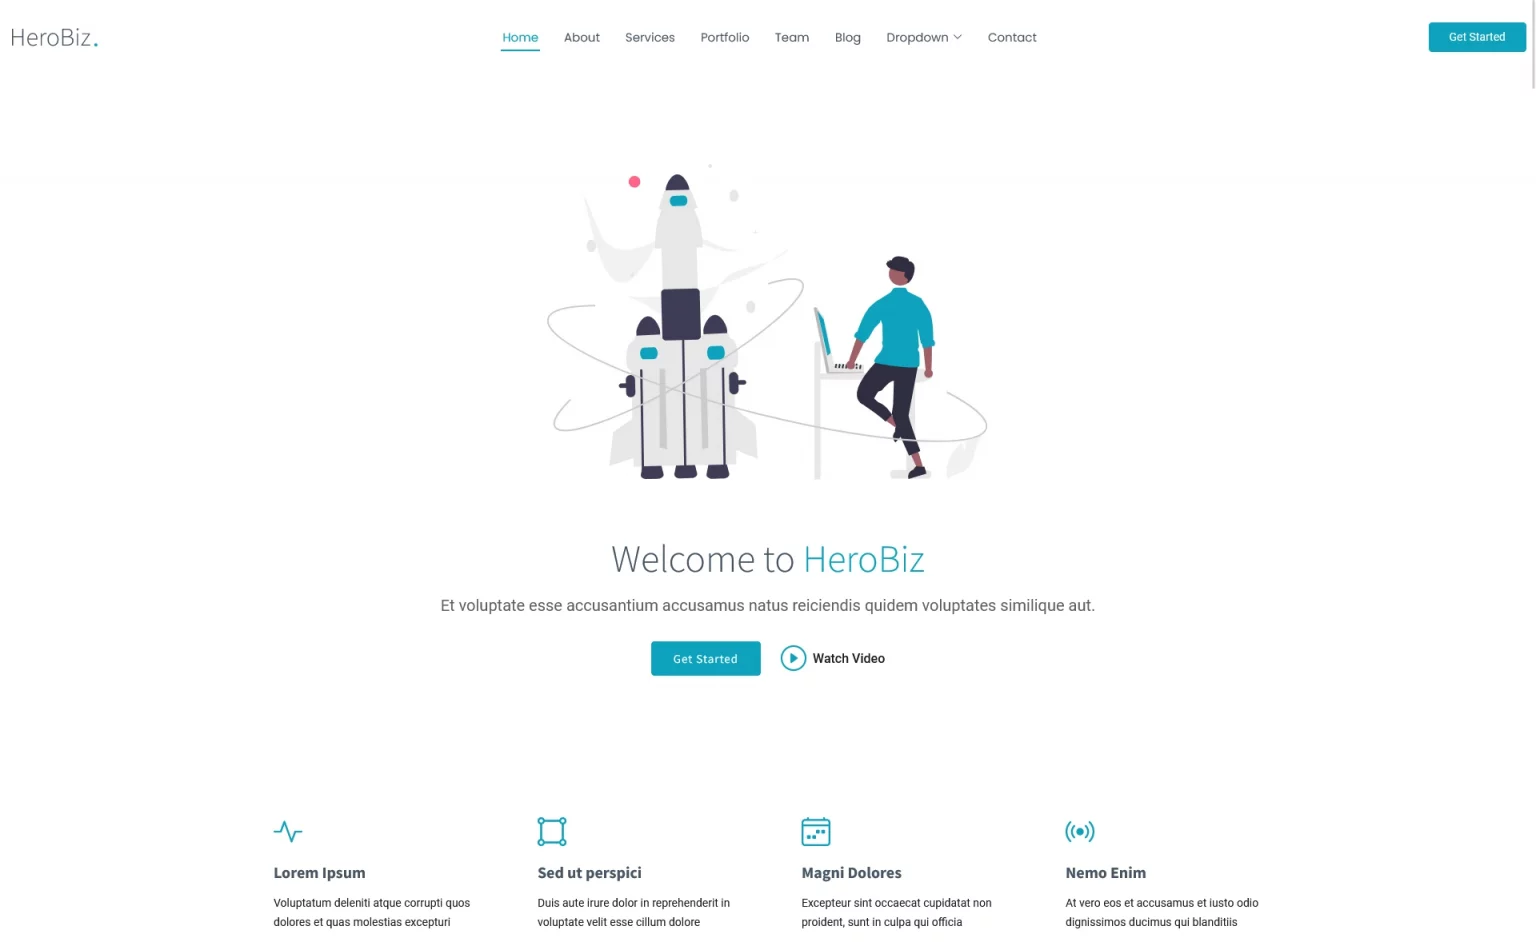 HeroBiz.
Home About Services Portfolio Team Blog Dropdown Contact
Get Started
Welcome to HeroBiz
Et voluptate esse accusantium accusamus natus reiciendis quidem voluptates similique aut.
Get Started Watch Video
Lorem Ipsum
Voluptatum deleniti atque corrupti quos
dolores et quas molestias excepturi
Sed ut perspici
Duis aute irure dolor in reprehenderit in
voluptate velit esse cillum dolore
Magni Dolores
Excepteur sint occaecat cupidatat non
proident, sunt in culpa qui officia
Nemo Enim
At vero eos et accusamus et iusto odio
dignissimos ducimus qui blanditiis